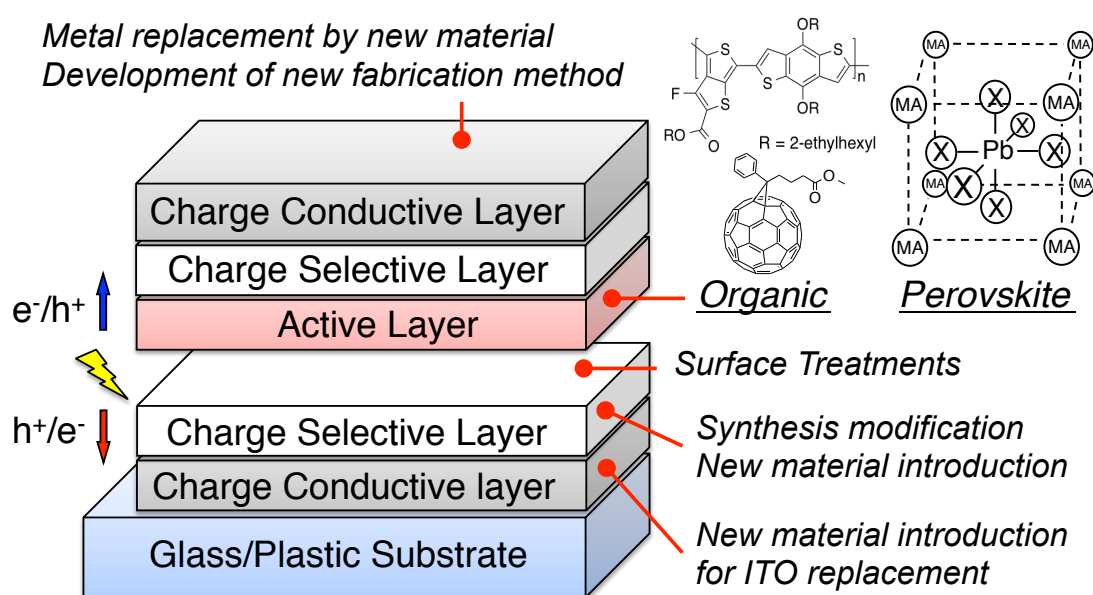 Metal replacement by new material
Development of new fabrication method
Charge Conductive Layer
Charge Selective Layer
Active Layer
e-/h+
h+/e-
Charge Selective Layer
Charge Conductive layer
Glass/Plastic Substrate
OR
S
S
S
n
F
S
S
OR
RO
O
R = 2-ethylhexyl
O
O
Organic
MA
MA
MA
MA
X
X
X
Pb
X
MA
X
MA
X
MA
MA
Perovskite
Surface Treatments
Synthesis modification
New material introduction
New material introduction
for ITO replacement